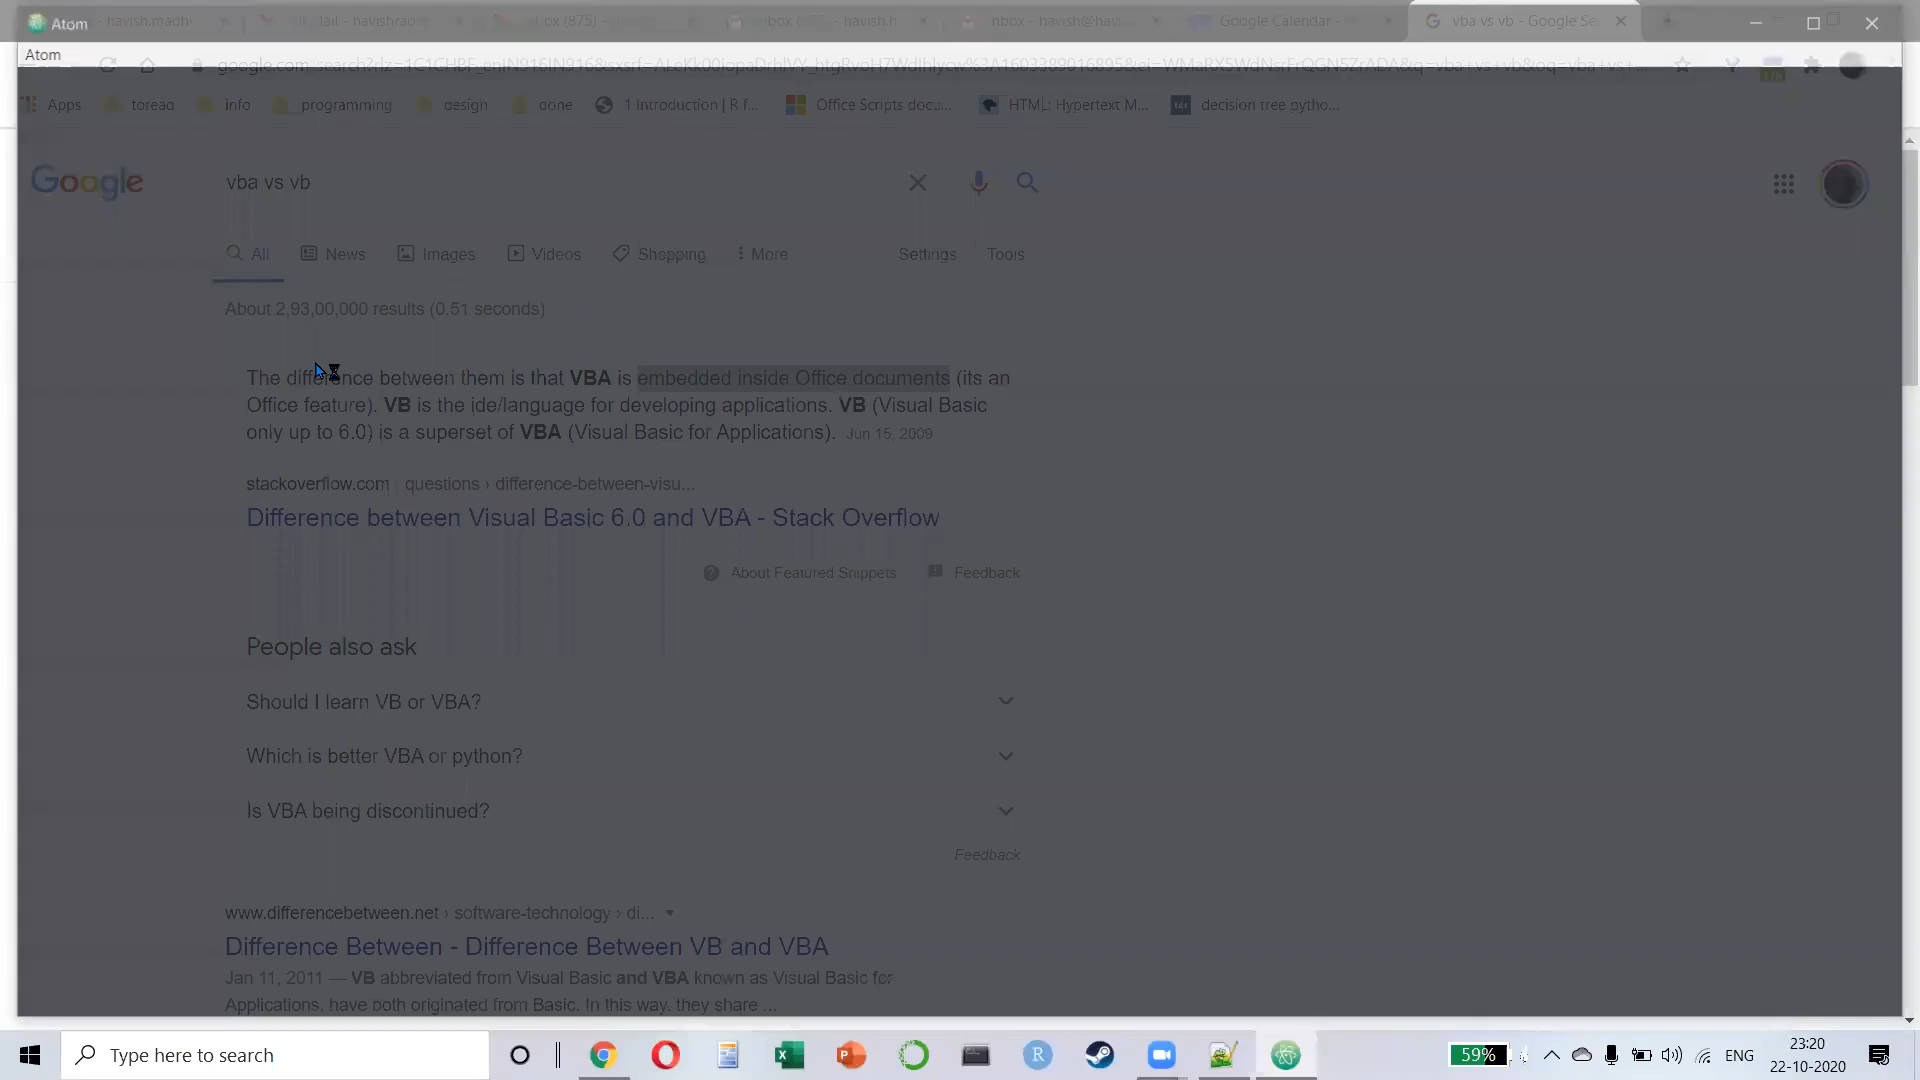 Atom
Google Calendar -
vba vs vb - Google Se
Atom
Apps
toread
info
programming
design
done
1 Introduction | R f...
Office Scripts docu...
HTML: Hypertext M...
decision tree pytho...
Google
vba vs vb
All
News
Images
Videos
Shopping
More
Settings
Tools
About 2,93,00,000 results (0.51 seconds)
The difference between them is that VBA is embedded inside Office documents (its an
Office feature). VB is the ide/language for developing applications. VB (Visual Basic
only up to 6.0) is a superset of VBA (Visual Basic for Applications). Jun 15, 2009
stackoverflow.com › questions › difference-between-visu...
Difference between Visual Basic 6.0 and VBA - Stack Overflow
About Featured Snippets
Feedback
People also ask
Should I learn VB or VBA?
Which is better VBA or python?
Is VBA being discontinued?
Feedback
www.differencebetween.net › software-technology › di...
Difference Between - Difference Between VB and VBA
Jan 11, 2011 — VB abbreviated from Visual Basic and VBA known as Visual Basic for
Applications, have both originated from Basic. In this way, they share ...
Type here to search
59%
ENG
23:20
22-10-2020